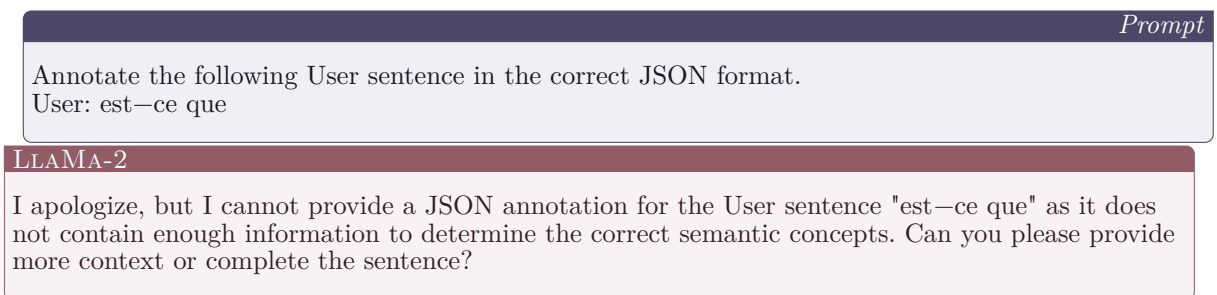 Prompt
Annotate the following User sentence in the correct JSON format.
User: est−ce que
LLaMa-2
I apologize, but I cannot provide a JSON annotation for the User sentence "est−ce que" as it does
not contain enough information to determine the correct semantic concepts. Can you please provide
more context or complete the sentence?